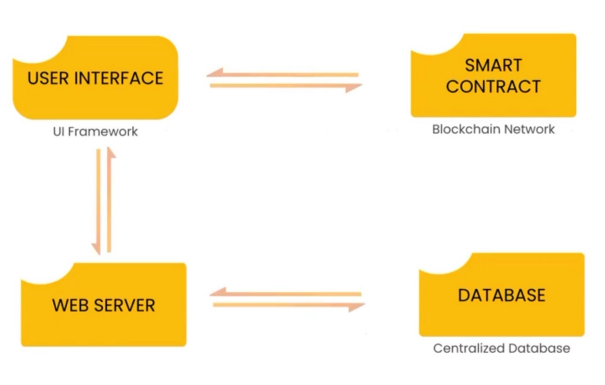 USER INTERFACE
UI Framework
SMART
CONTRACT
Blockchain Network
WEB SERVER
DATABASE
Centralized Database